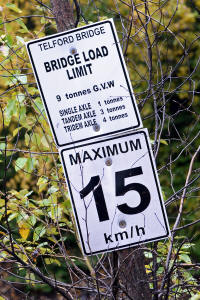 TELFORD BRIDGE
BRIDGE LOAD
LIMIT
9 tonnes G.V.W
SINGLE AXLE 1 tonnes
TANDEM AXLE 3 tonnes
TRIDEM AXLE 4 tonnes
MAXIMUM
15
km/h